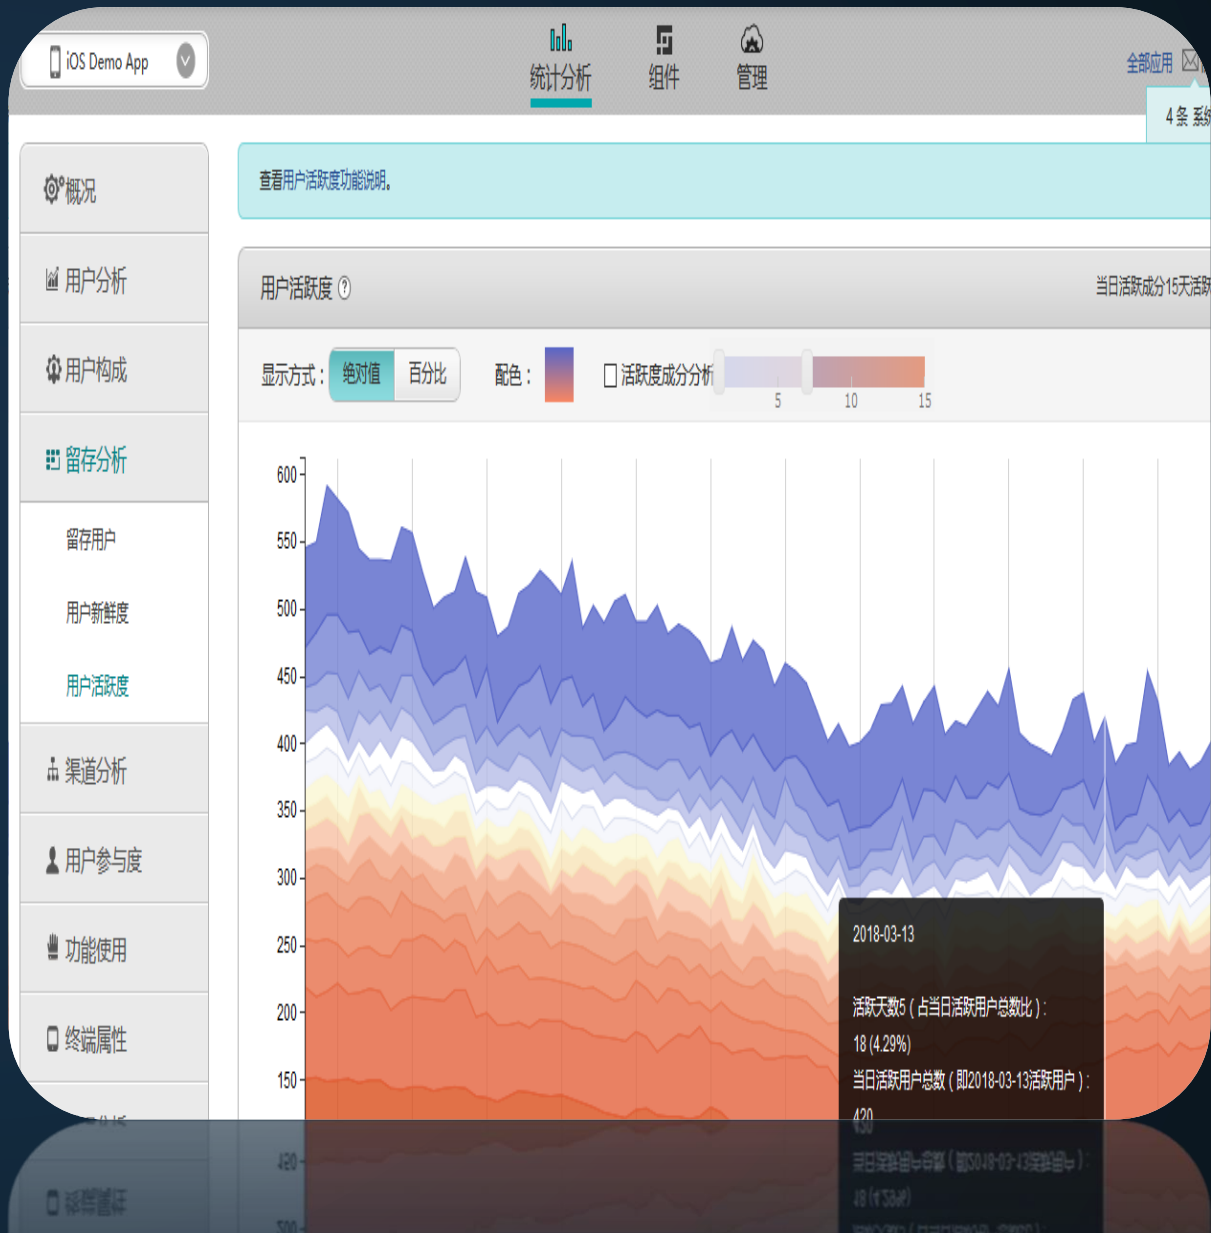 iOS Demo App
统计分析
组件
管理
全部应用
4 条 系
概况
用户分析
用户构成
留存分析
留存用户
用户新鲜度
用户活跃度
渠道分析
用户参与度
功能使用
终端属性
查看用户活跃度功能说明。
用户活跃度 ?
当日活跃成分15天活跃
显示方式：
绝对值
百分比
配色：
活跃度成分分析
5
10
15
600
550
500
450
400
350
300
250
200
150
2018-03-13
活跃天数5（占当日活跃用户总数比）：
18 (4.29%)
当日活跃用户总数（即2018-03-13活跃用户）：
420